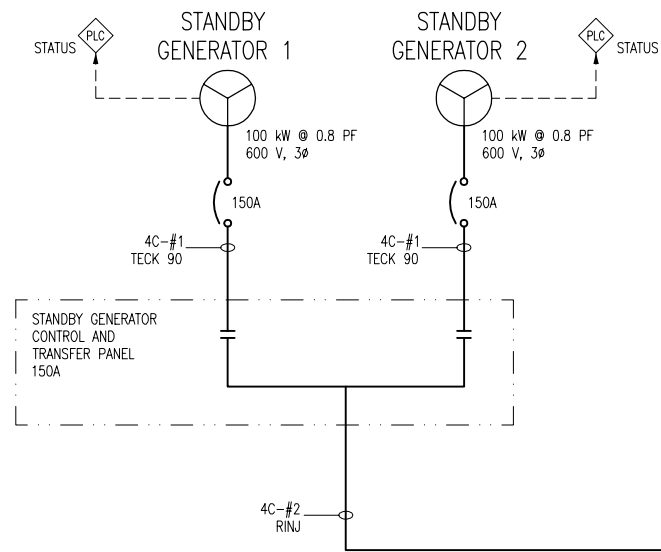 STANDBY
GENERATOR 1
PLC
STATUS
100 kW @ 0.8 PF
600 V, 3ø
150A
4C-#1
TECK 90
STANDBY
GENERATOR 2
PLC
STATUS
100 kW @ 0.8 PF
600 V, 3ø
150A
4C-#1
TECK 90
STANDBY GENERATOR
CONTROL AND
TRANSFER PANEL
150A
4C-#2
RINJ